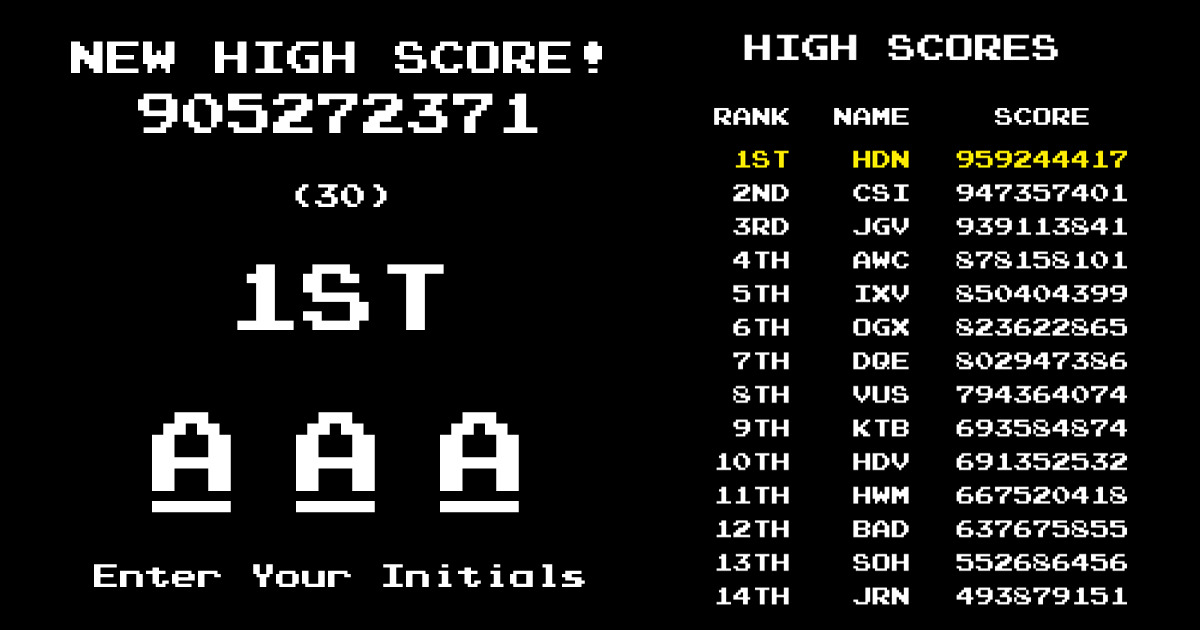 NEW HIGH SCORE!
905272371
(30)
1ST
A A A
Enter Your Initials
HIGH SCORES
RANK NAME SCORE
1ST HDN 959244417
2ND CSI 947357401
3RD JGV 939113841
4TH AWC 878158101
5TH IXV 850404399
6TH OGX 823622865
7TH DQE 802947386
8TH VUS 794364074
9TH KTB 693584874
10TH HDV 691352532
11TH HWM 667520418
12TH BAD 637675855
13TH SOH 552686456
14TH JRN 493879151